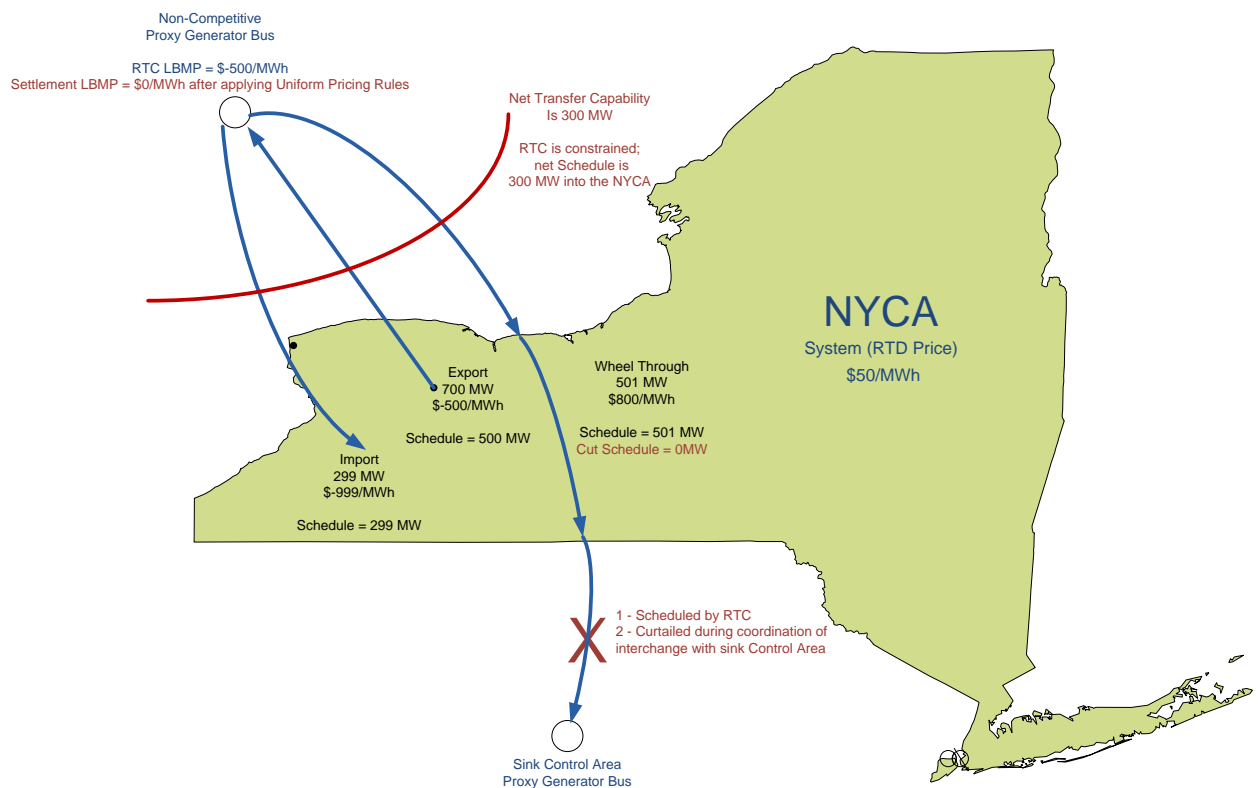 Non-Competitive
Proxy Generator Bus
RTC LBMP = $-500/MWh
Settlement LBMP = $0/MWh after applying Uniform Pricing Rules
Net Transfer Capability
Is 300 MW
RTC is constrained;
net Schedule is
300 MW into the NYCA
NYCA
System (RTD Price)
$50/MWh
Export
700 MW
$-500/MWh
Schedule = 500 MW
Wheel Through
501 MW
$800/MWh
Schedule = 501 MW
Cut Schedule = 0MW
Import
299 MW
$-999/MWh
Schedule = 299 MW
X
1 - Scheduled by RTC
2 - Curtailed during coordination of
interchange with sink Control Area
Sink Control Area
Proxy Generator Bus